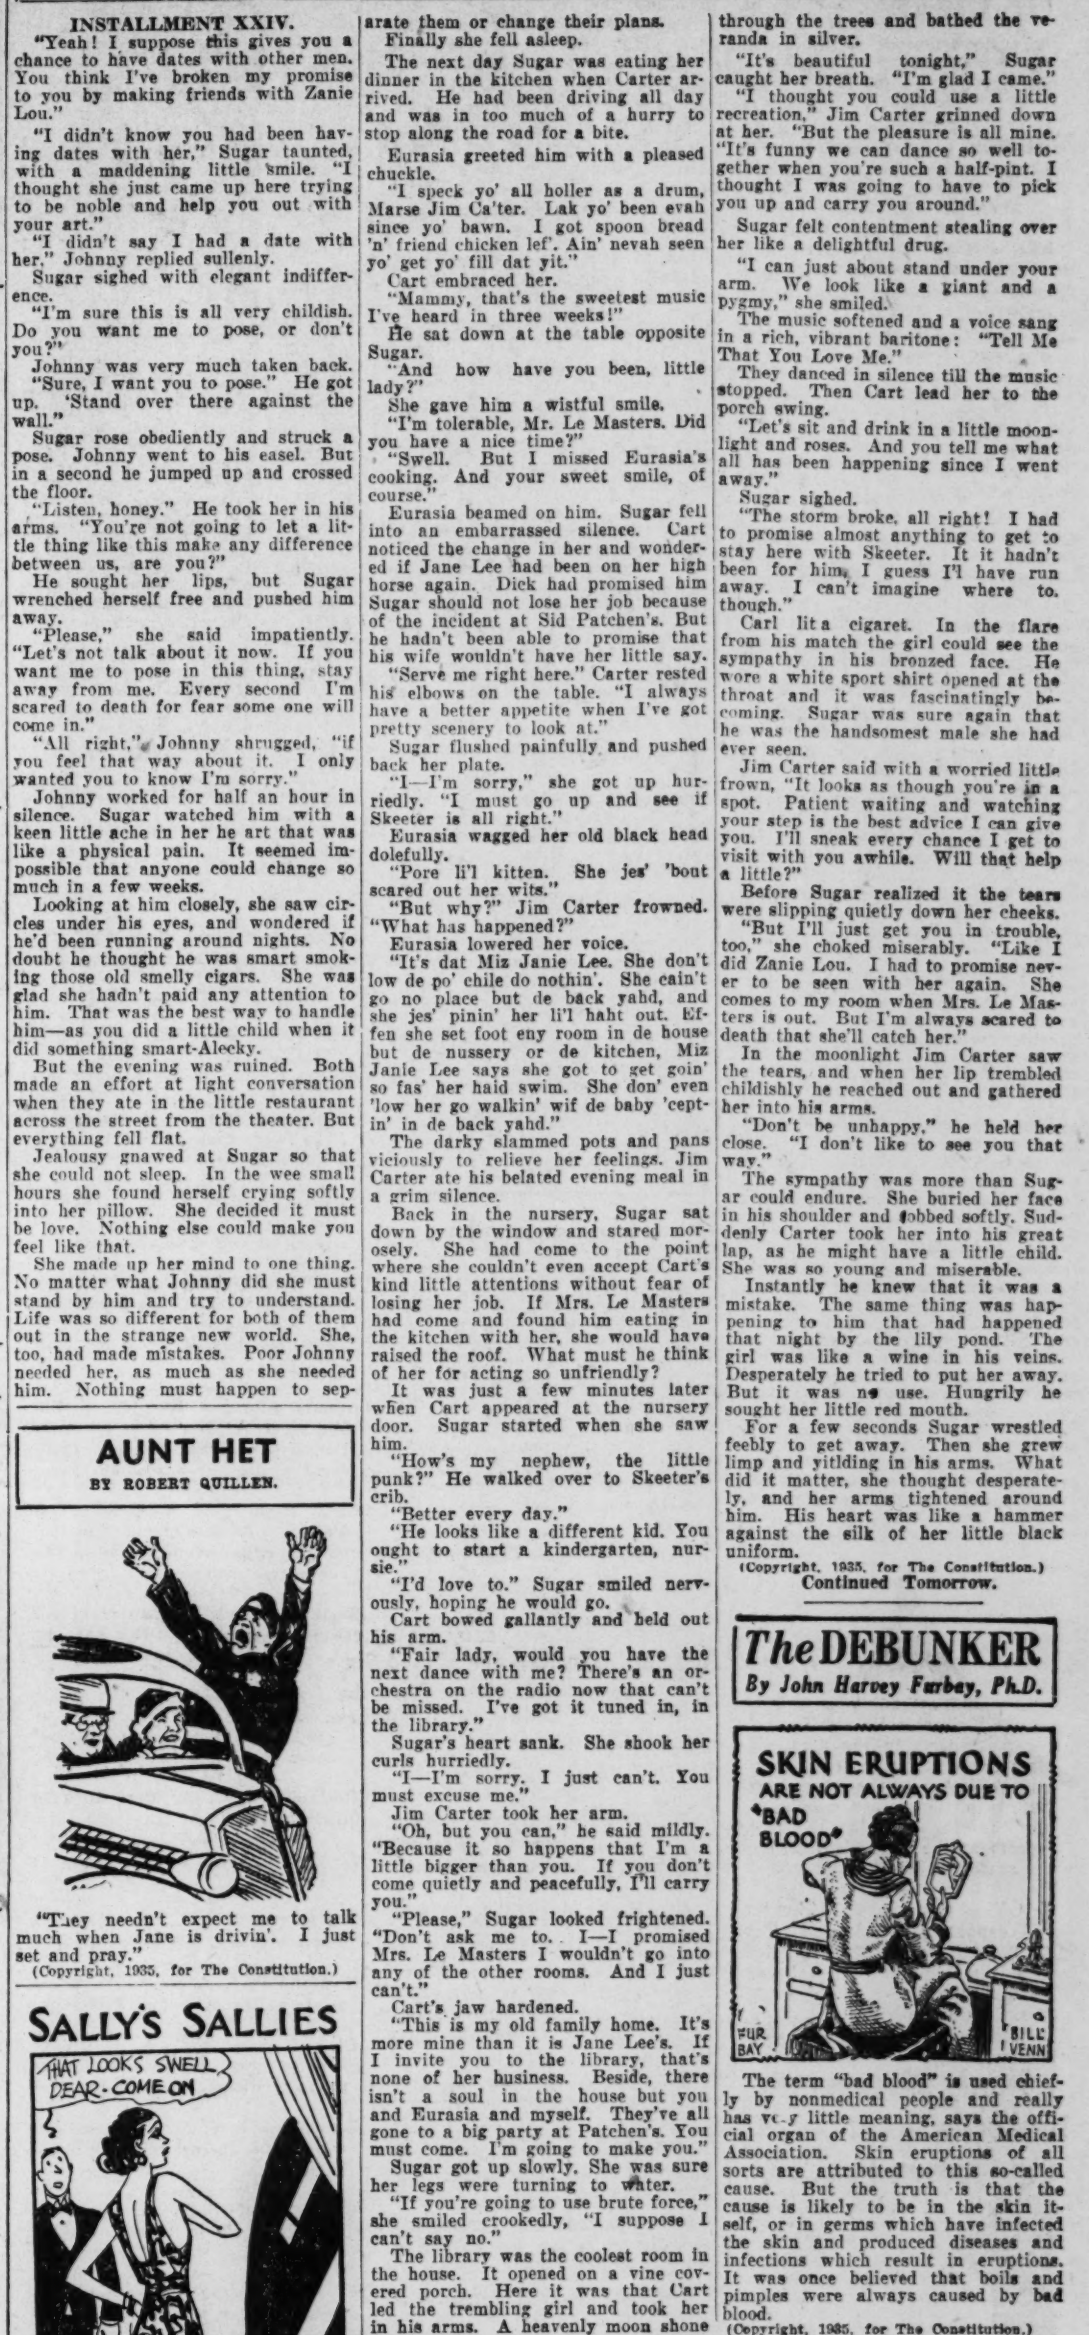 INSTALLMENT XXIV.
"Yeah! I suppose this gives you a
chance to have dates with other men.
You think I've broken my promise
to you by making friends with Zanie
Lou."
"I didn't know you had been hav-
ing dates with her," Sugar taunted,
with a maddening little smile. "I
thought she just came up here trying
to be noble and help you out with
your art."
"I didn't say I had a date with
her," Johnny replied sullenly.
Sugar sighed with elegant indiffer-
ence.
"I'm sure this is all very childish.
Do you want me to pose, or don't
you?"
Johnny was very much taken back.
"Sure, I want you to pose." He got
up. 'Stand over there against the
wall."
Sugar rose obediently and struck a
pose. Johnny went to his easel. But
in a second he jumped up and crossed
the floor.
"Listen, honey." He took her in his
arms. "You're not going to let a lit-
tle thing like this make any difference
between us, are you?"
He sought her lips, but Sugar
wrenched herself free and pushed him
away.
"Please," she said impatiently.
"Let's not talk about it now. If you
want me to pose in this thing, stay
away from me. Every second I'm
scared to death for fear some one will
come in."
"All right," Johnny shrugged, "if
you feel that way about it. I only
wanted you to know I'm sorry."
Johnny worked for half an hour in
silence. Sugar watched him with a
keen little ache in her he art that was
like a physical pain. It seemed im-
possible that anyone could change so
much in a few weeks.
Looking at him closely, she saw cir-
cles under his eyes, and wondered if
he'd been running around nights. No
doubt he thought he was smart smok-
ing those old smelly cigars. She was
glad she hadn't paid any attention to
him. That was the best way to handle
him—as you did a little child when it
did something smart-Alecky.
But the evening was ruined. Both
made an effort at light conversation
when they ate in the little restaurant
across the street from the theater. But
everything fell flat.
Jealousy gnawed at Sugar so that
she could not sleep. In the wee small
hours she found herself crying softly
into her pillow. She decided it must
be love. Nothing else could make you
feel like that.
She made up her mind to one thing.
No matter what Johnny did she must
stand by him and try to understand.
Life was so different for both of them
out in the strange new world. She,
too, had made mistakes. Poor Johnny
needed her, as much as she needed
him. Nothing must happen to sep-
AUNT HET
BY ROBERT QUILLEN.
"They needn't expect me to talk
much when Jane is drivin'. I just
set and pray."
(Copyright, 1935, for The Constitution.)
SALLY'S SALLIES
THAT LOOKS SWELL
DEAR - COME ON
arate them or change their plans.
Finally she fell asleep.
The next day Sugar was eating her
dinner in the kitchen when Carter ar-
rived. He had been driving all day
and was in too much of a hurry to
stop along the road for a bite.
Eurasia greeted him with a pleased
chuckle.
"I speck yo' all holler as a drum,
Marse Jim Ca'ter. Lak yo' been evah
since yo' bawn. I got spoon bread
'n' friend chicken lef'. Ain' nevah seen
yo' get yo' fill dat yit."
Cart embraced her.
"Mammy, that's the sweetest music
I've heard in three weeks!"
He sat down at the table opposite
Sugar.
"And how have you been, little
lady?"
She gave him a wistful smile.
"I'm tolerable, Mr. Le Masters. Did
you have a nice time?"
"Swell. But I missed Eurasia's
cooking. And your sweet smile, of
course."
Eurasia beamed on him. Sugar fell
into an embarrassed silence. Cart
noticed the change in her and wonder-
ed if Jane Lee had been on her high
horse again. Dick had promised him
Sugar should not lose her job because
of the incident at Sid Patchen's. But
he hadn't been able to promise that
his wife wouldn't have her little say.
"Serve me right here." Carter rested
his elbows on the table. "I always
have a better appetite when I've got
pretty scenery to look at."
Sugar flushed painfully and pushed
back her plate.
"I—I'm sorry," she got up hur-
riedly. "I must go up and see if
Skeeter is all right."
Eurasia wagged her old black head
dolefully.
"Pore li'l kitten. She jes' 'bout
scared out her wits."
"But why?" Jim Carter frowned.
"What has happened?"
Eurasia lowered her voice.
"It's dat Miz Janie Lee. She don't
low de po' chile do nothin'. She cain't
go no place but de back yahd, and
she jes' pinin' her li'l haht out. Ef-
fen she set foot eny room in de house
but de nussery or de kitchen, Miz
Janie Lee says she got to get goin'
so fas' her haid swim. She don' even
'low her go walkin' wif de baby 'cept-
in' in de back yahd."
The darky slammed pots and pans
viciously to relieve her feelings. Jim
Carter ate his belated evening meal in
a grim silence.
Back in the nursery, Sugar sat
down by the window and stared mor-
osely. She had come to the point
where she couldn't even accept Cart's
kind little attentions without fear of
losing her job. If Mrs. Le Masters
had come and found him eating in
the kitchen with her, she would have
raised the roof. What must he think
of her for acting so unfriendly?
It was just a few minutes later
when Cart appeared at the nursery
door. Sugar started when she saw
him.
"How's my nephew, the little
punk?" He walked over to Skeeter's
crib.
"Better every day."
"He looks like a different kid. You
ought to start a kindergarten, nur-
sie."
"I'd love to." Sugar smiled nerv-
ously, hoping he would go.
Cart bowed gallantly and held out
his arm.
"Fair lady, would you have the
next dance with me? There's an or-
chestra on the radio now that can't
be missed. I've got it tuned in, in
the library."
Sugar's heart sank. She shook her
curls hurriedly.
"I—I'm sorry. I just can't. You
must excuse me."
Jim Carter took her arm.
"Oh, but you can," he said mildly.
"Because it so happens that I'm a
little bigger than you. If you don't
come quietly and peacefully, I'll carry
you."
"Please," Sugar looked frightened.
"Don't ask me to. I—I promised
Mrs. Le Masters I wouldn't go into
any of the other rooms. And I just
can't."
Cart's jaw hardened.
"This is my old family home. It's
more mine than it is Jane Lee's. If
I invite you to the library, that's
none of her business. Beside, there
isn't a soul in the house but you
and Eurasia and myself. They've all
gone to a big party at Patchen's. You
must come. I'm going to make you."
Sugar got up slowly. She was sure
her legs were turning to water.
"If you're going to use brute force,"
she smiled crookedly, "I suppose I
can't say no."
The library was the coolest room in
the house. It opened on a vine cov-
ered porch. Here it was that Cart
led the trembling girl and took her
in his arms. A heavenly moon shone
through the trees and bathed the ve-
randa in silver.
"It's beautiful tonight," Sugar
caught her breath. "I'm glad I came."
"I thought you could use a little
recreation," Jim Carter grinned down
at her. "But the pleasure is all mine.
"It's funny we can dance so well to-
gether when you're such a half-pint. I
thought I was going to have to pick
you up and carry you around."
Sugar felt contentment stealing over
her like a delightful drug.
"I can just about stand under your
arm. We look like a giant and a
pygmy," she smiled.
The music softened and a voice sang
in a rich, vibrant baritone: "Tell Me
That You Love Me."
They danced in silence till the music
stopped. Then Cart lead her to the
porch swing.
"Let's sit and drink in a little moon-
light and roses. And you tell me what
all has been happening since I went
away."
Sugar sighed.
"The storm broke, all right! I had
to promise almost anything to get to
stay here with Skeeter. It it hadn't
been for him, I guess I'l have run
away. I can't imagine where to.
though."
Carl lit a cigaret. In the flare
from his match the girl could see the
sympathy in his bronzed face. He
wore a white sport shirt opened at the
throat and it was fascinatingly be-
coming. Sugar was sure again that
he was the handsomest male she had
ever seen.
Jim Carter said with a worried little
frown, "It looks as though you're in a
spot. Patient waiting and watching
your step is the best advice I can give
you. I'll sneak every chance I get to
visit with you awhile. Will that help
a little?"
Before Sugar realized it the tears
were slipping quietly down her cheeks.
"But I'll just get you in trouble,
too," she choked miserably. "Like I
did Zanie Lou. I had to promise nev-
er to be seen with her again. She
comes to my room when Mrs. Le Mas-
ters is out. But I'm always scared to
death that she'll catch her."
In the moonlight Jim Carter saw
the tears, and when her lip trembled
childishly he reached out and gathered
her into his arms.
"Don't be unhappy," he held her
close. "I don't like to see you that
way."
The sympathy was more than Sug-
ar could endure. She buried her face
in his shoulder and sobbed softly. Sud-
denly Carter took her into his great
lap, as he might have a little child.
She was so young and miserable.
Instantly he knew that it was a
mistake. The same thing was hap-
pening to him that had happened
that night by the lily pond. The
girl was like a wine in his veins.
Desperately he tried to put her away.
But it was no use. Hungrily he
sought her little red mouth.
For a few seconds Sugar wrestled
feebly to get away. Then she grew
limp and yitlding in his arms. What
did it matter, she thought desperate-
ly, and her arms tightened around
him. His heart was like a hammer
against the silk of her little black
uniform.
(Copyright, 1935, for The Constitution.)
Continued Tomorrow.
The DEBUNKER
By John Harvey Furbay, Ph.D.
SKIN ERUPTIONS
ARE NOT ALWAYS DUE TO
"BAD
BLOOD"
FUR
BAY
BILL
VENN
The term "bad blood" is used chief-
ly by nonmedical people and really
has very little meaning, says the offi-
cial organ of the American Medical
Association. Skin eruptions of all
sorts are attributed to this so-called
cause. But the truth is that the
cause is likely to be in the skin it-
self, or in germs which have infected
the skin and produced diseases and
infections which result in eruptions.
It was once believed that boils and
pimples were always caused by bad
blood.
(Copyright, 1935, for The Constitution.)